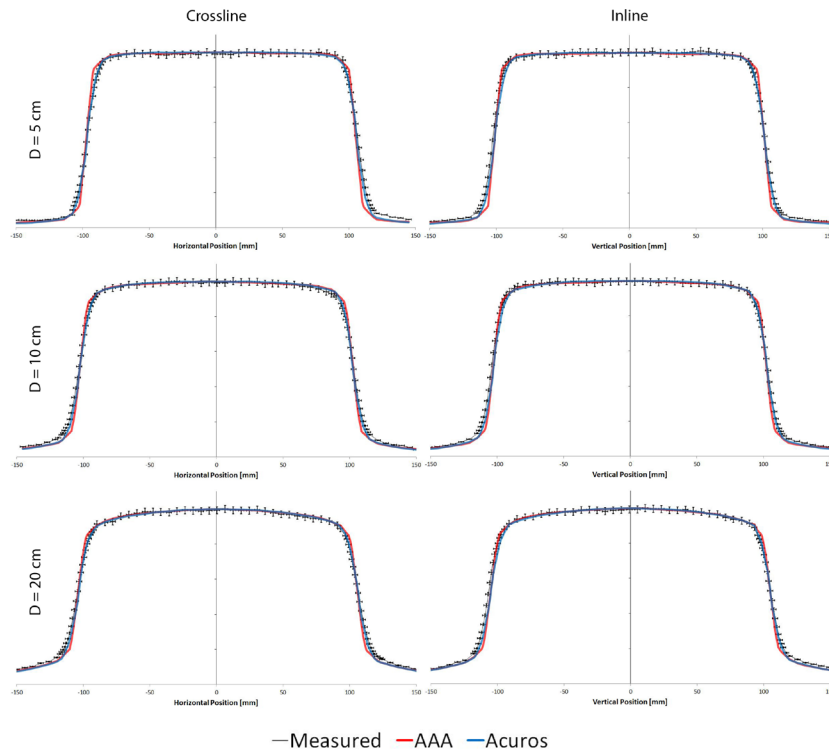 Crossline Inline
D = 5 cm
-150 -100 -50 0 50 100 150 -150 -100 -50 0 50 100 150
Horizontal Position [mm] Vertical Position [mm]
D = 10 cm
-150 -100 -50 0 50 100 150 -150 -100 -50 0 50 100 150
Horizontal Position [mm] Vertical Position [mm]
D = 20 cm
-150 -100 -50 0 50 100 150 -150 -100 -50 0 50 100 150
Horizontal Position [mm] Vertical Position [mm]
Measured AAA Acuros